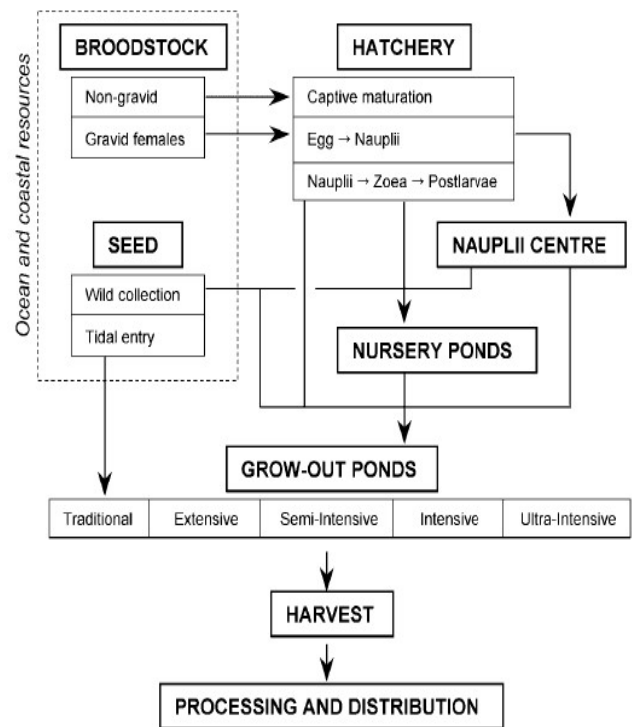 Ocean and coastal resources
BROODSTOCK
Non-gravid
Gravid females
HATCHERY
Captive maturation
Egg → Nauplii
Nauplii → Zoea → Postlarvae
SEED
Wild collection
Tidal entry
NAUPLII CENTRE
NURSERY PONDS
GROW-OUT PONDS
Traditional Extensive Semi-Intensive Intensive Ultra-Intensive
HARVEST
PROCESSING AND DISTRIBUTION